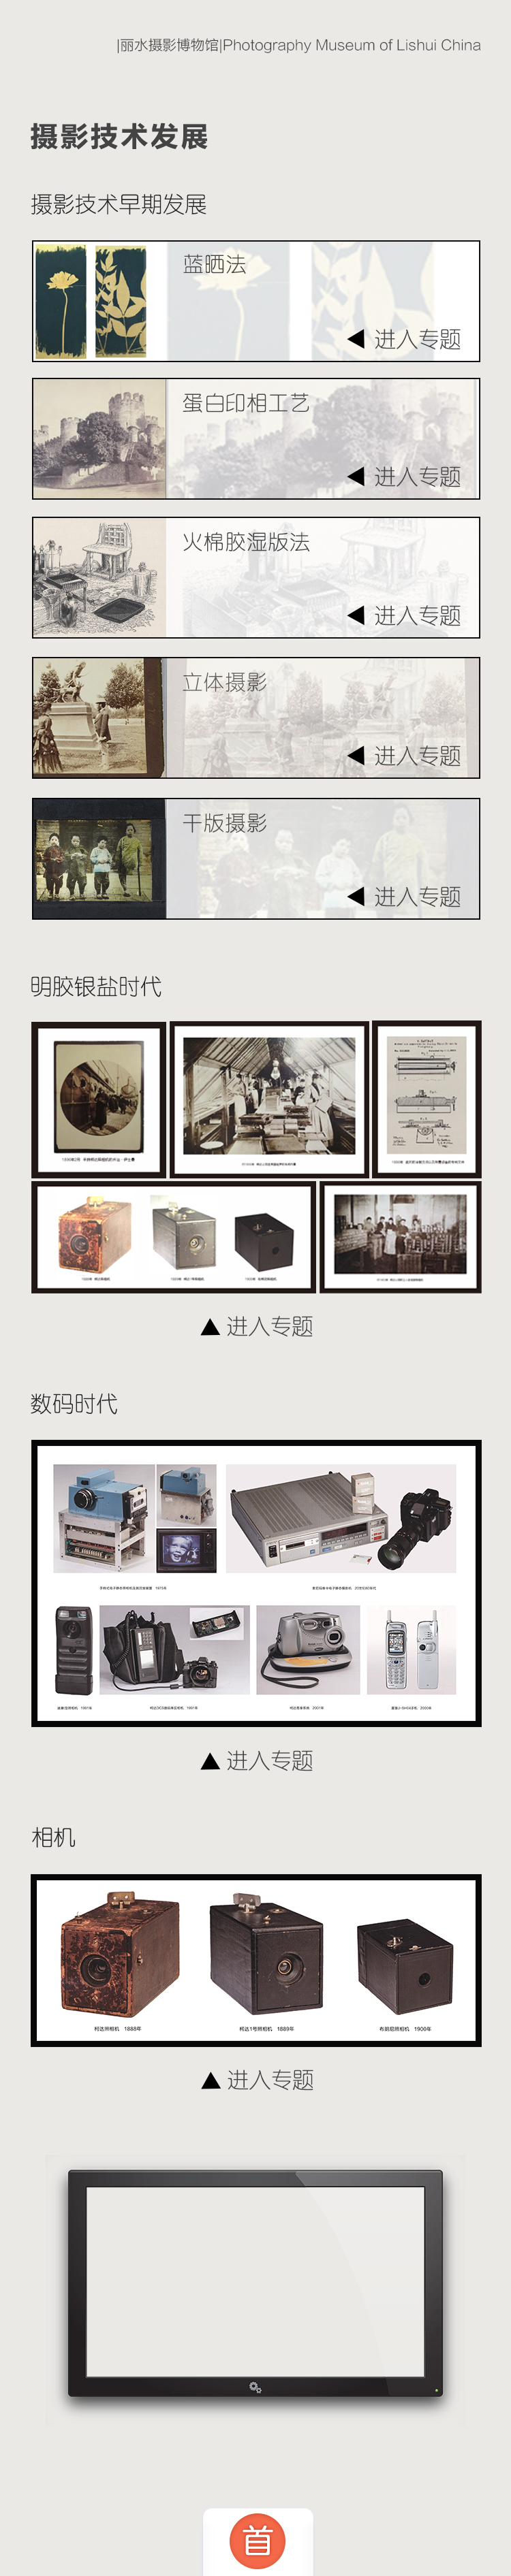 |丽水摄影博物馆|Photography Museum of Lishui China
摄影技术发展
摄影技术早期发展
蓝晒法
◀ 进入专题
蛋白印相工艺
◀ 进入专题
火棉胶湿版法
◀ 进入专题
立体摄影
◀ 进入专题
干版摄影
◀ 进入专题
明胶银盐时代
▲ 进入专题
数码时代
▲ 进入专题
相机
柯达照相机 1888年
柯达1号照相机 1889年
布朗尼照相机 1900年
▲ 进入专题
首